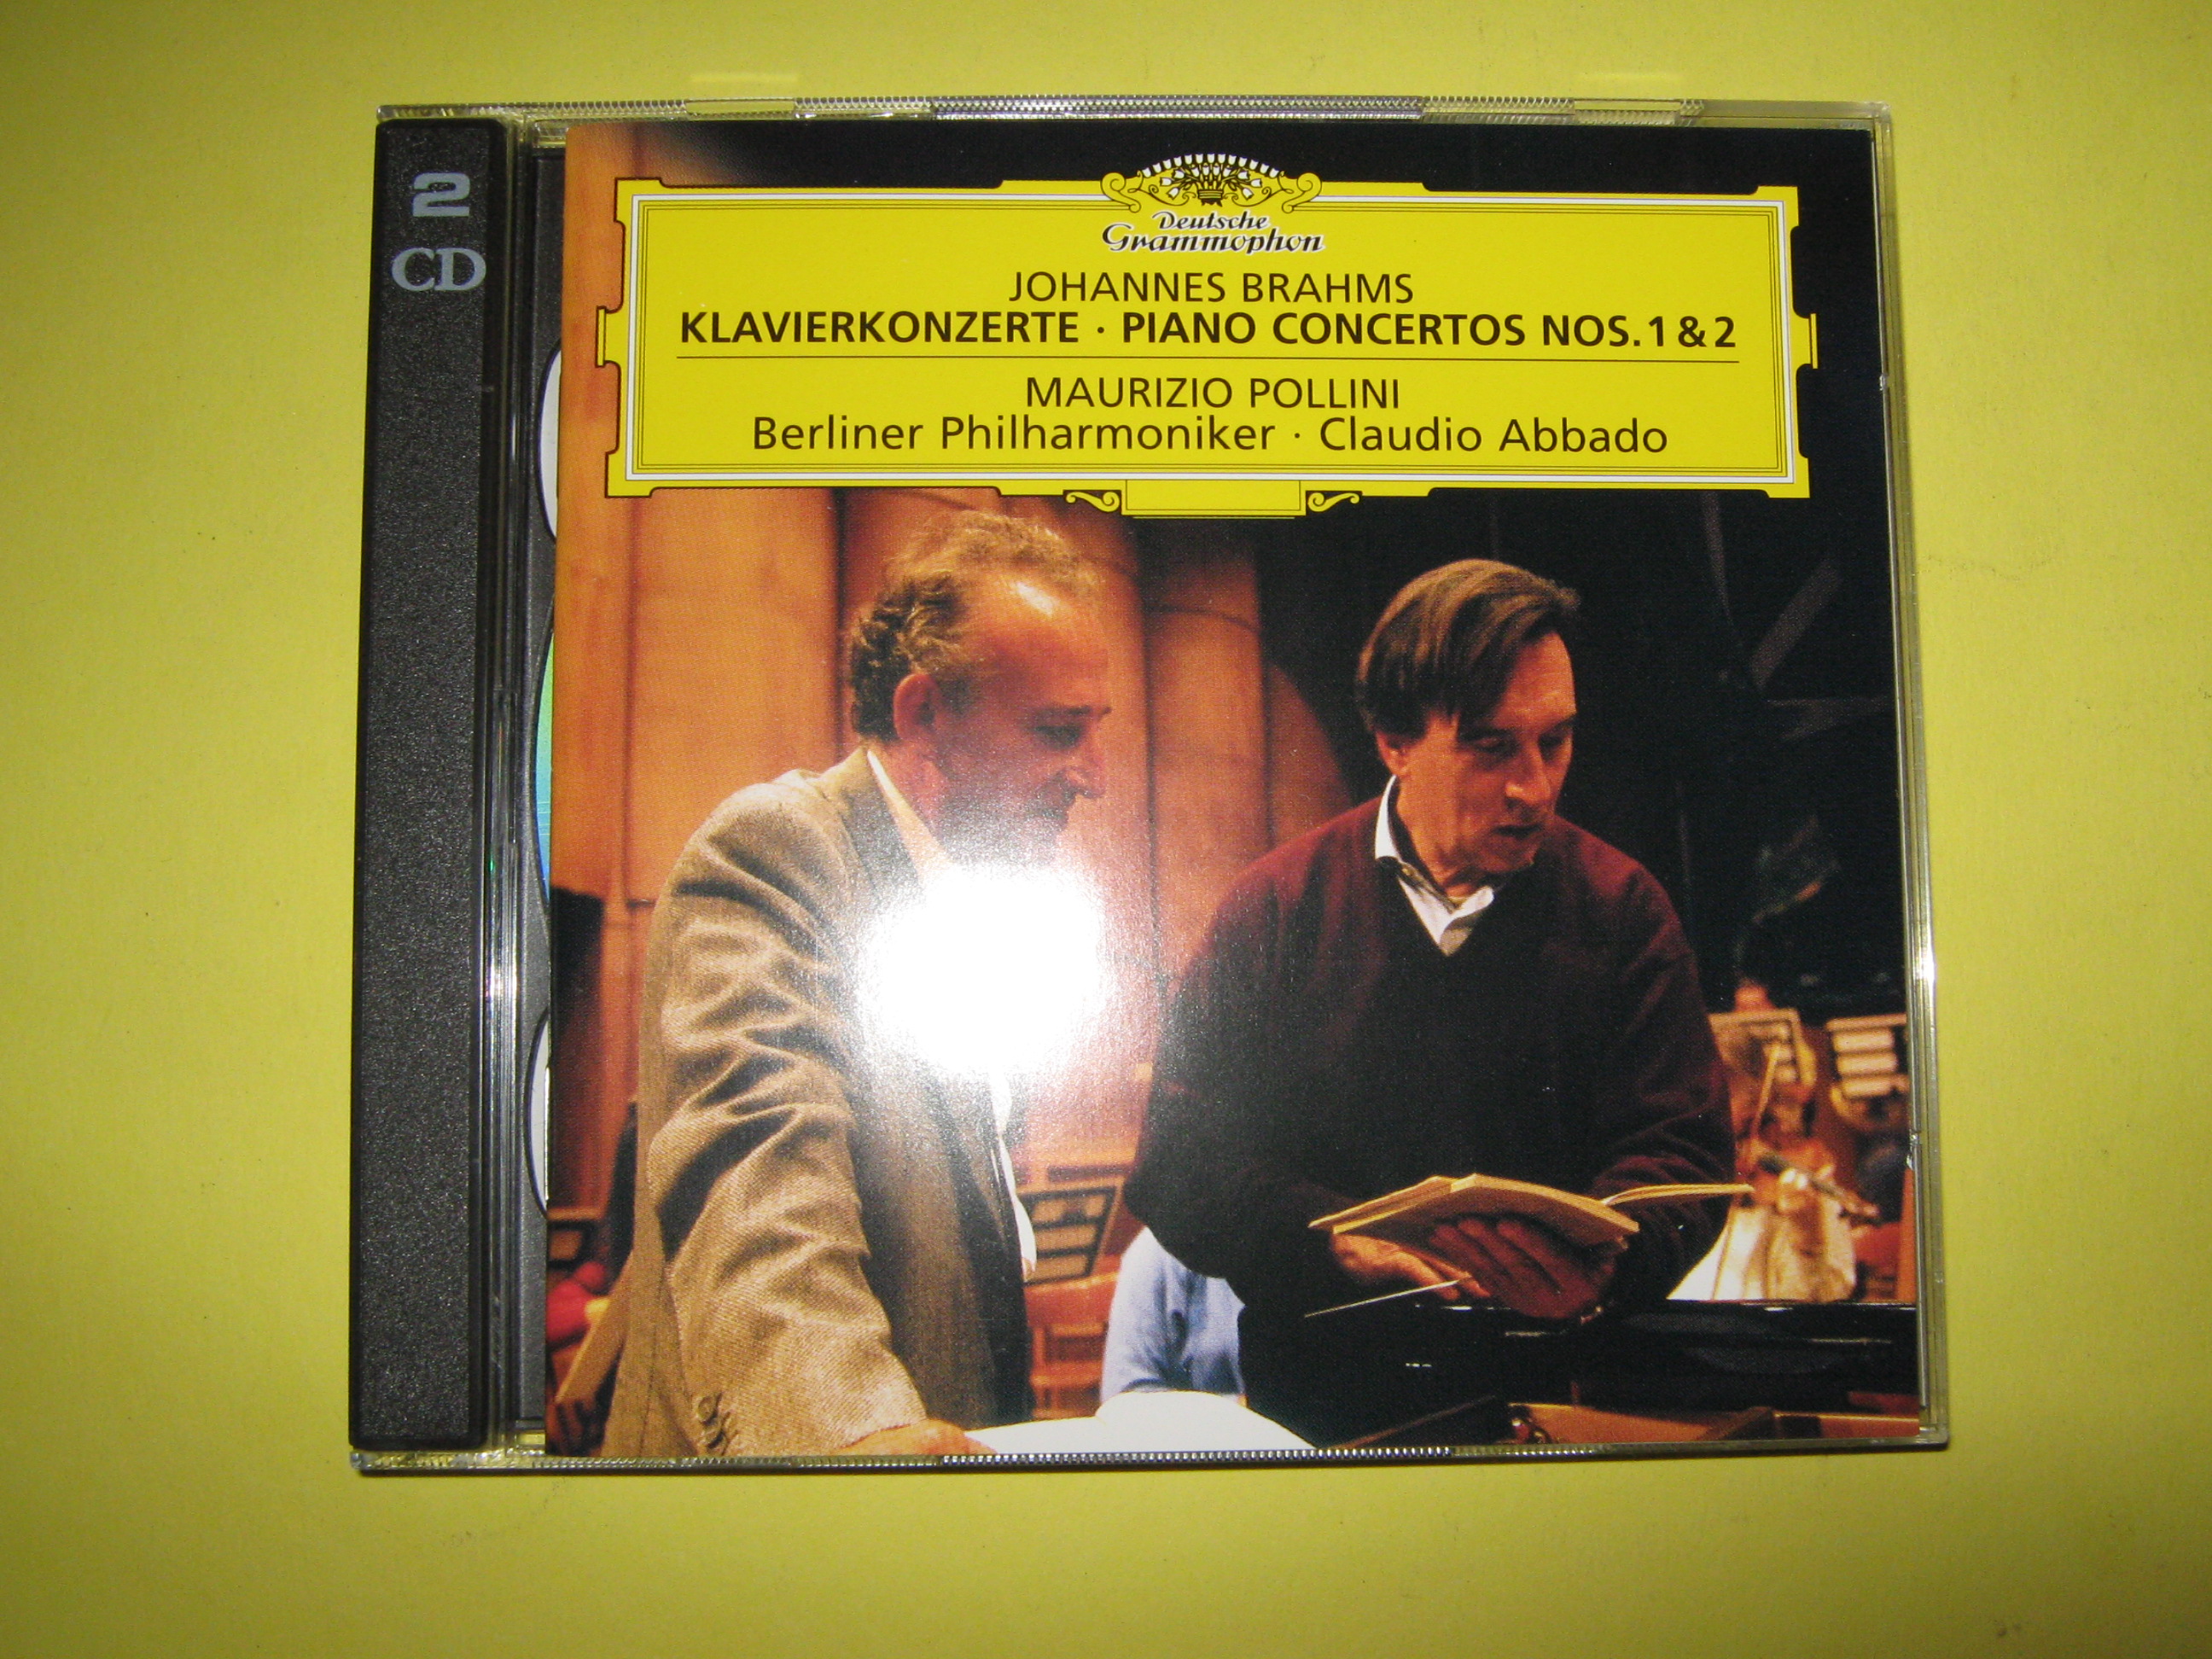 2
CD
Deutsche
Grammophon
JOHANNES BRAHMS
KLAVIERKONZERTE · PIANO CONCERTOS NOS. 1 & 2
MAURIZIO POLLINI
Berliner Philharmoniker · Claudio Abbado